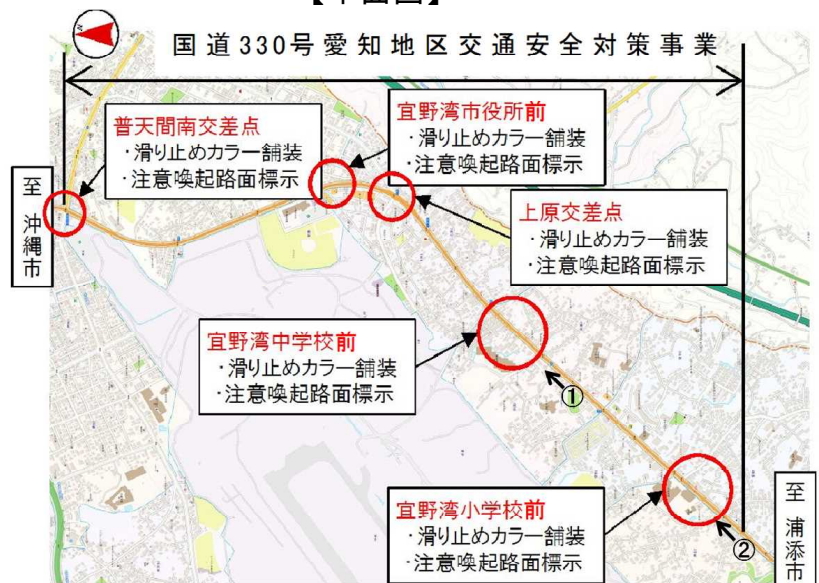 【平面図】
国道330号愛知地区交通安全対策事業
N
普天間南交差点
・滑り止めカラー舗装
・注意喚起路面標示
宜野湾市役所前
・滑り止めカラー舗装
・注意喚起路面標示
上原交差点
・滑り止めカラー舗装
・注意喚起路面標示
至 沖縄市
宜野湾中学校前
・滑り止めカラー舗装
・注意喚起路面標示
①
宜野湾小学校前
・滑り止めカラー舗装
・注意喚起路面標示
②
至 浦添市